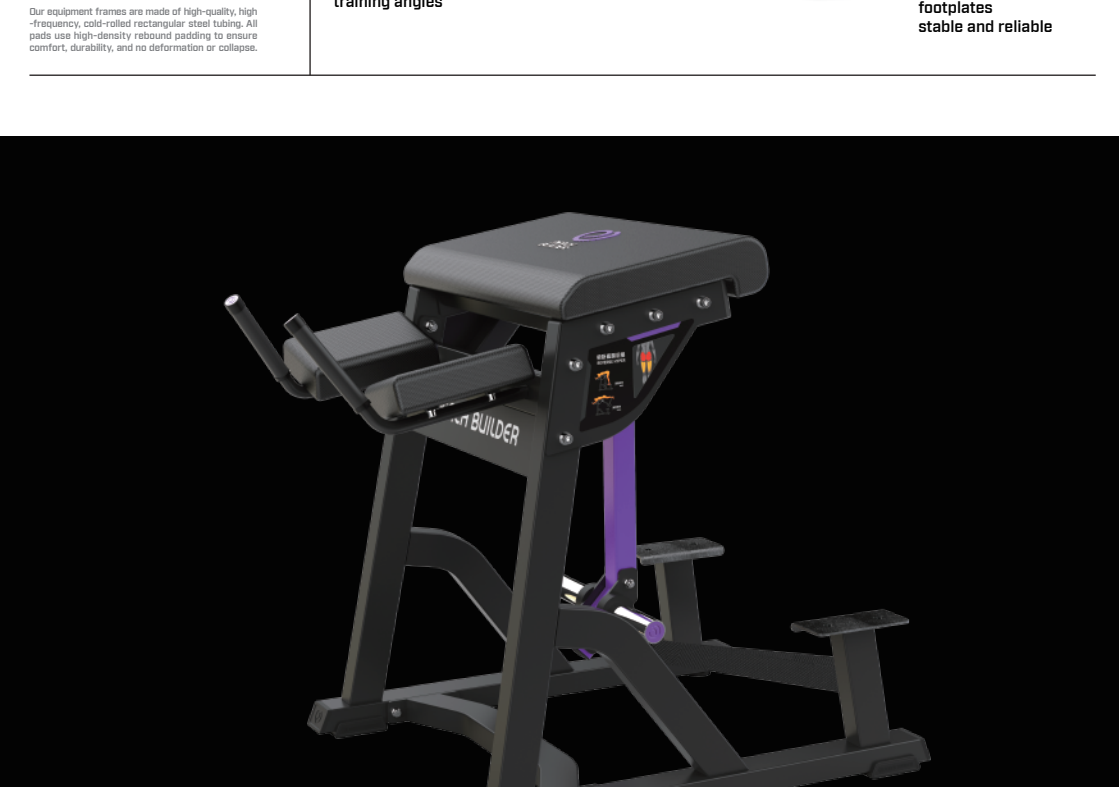 training angles
footplates
stable and reliable
Our equipment frames are made of high-quality, high
-frequency, cold-rolled rectangular steel tubing. All
pads use high-density rebound padding to ensure
comfort, durability, and no deformation or collapse.
BUILDER